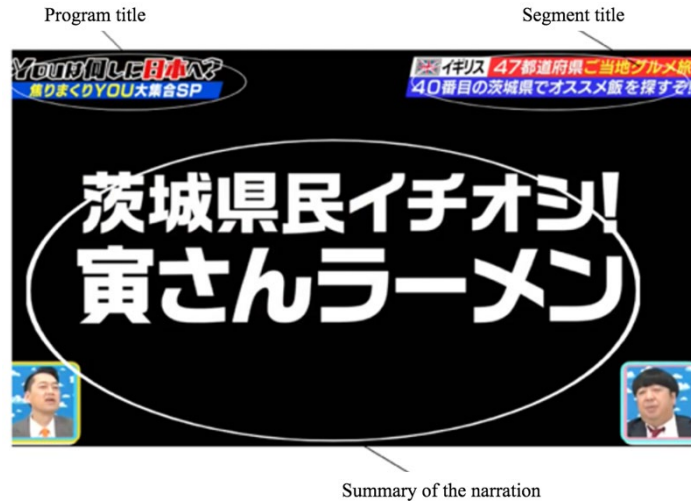 Program title
Segment title
YOUは何しに日本へ?
焦りまくりYOU大集合SP
イギリス 47都道府県ご当地グルメ旅
40番目の茨城県でオススメ飯を探すぞ!
茨城県民イチオシ!
寅さんラーメン
Summary of the narration